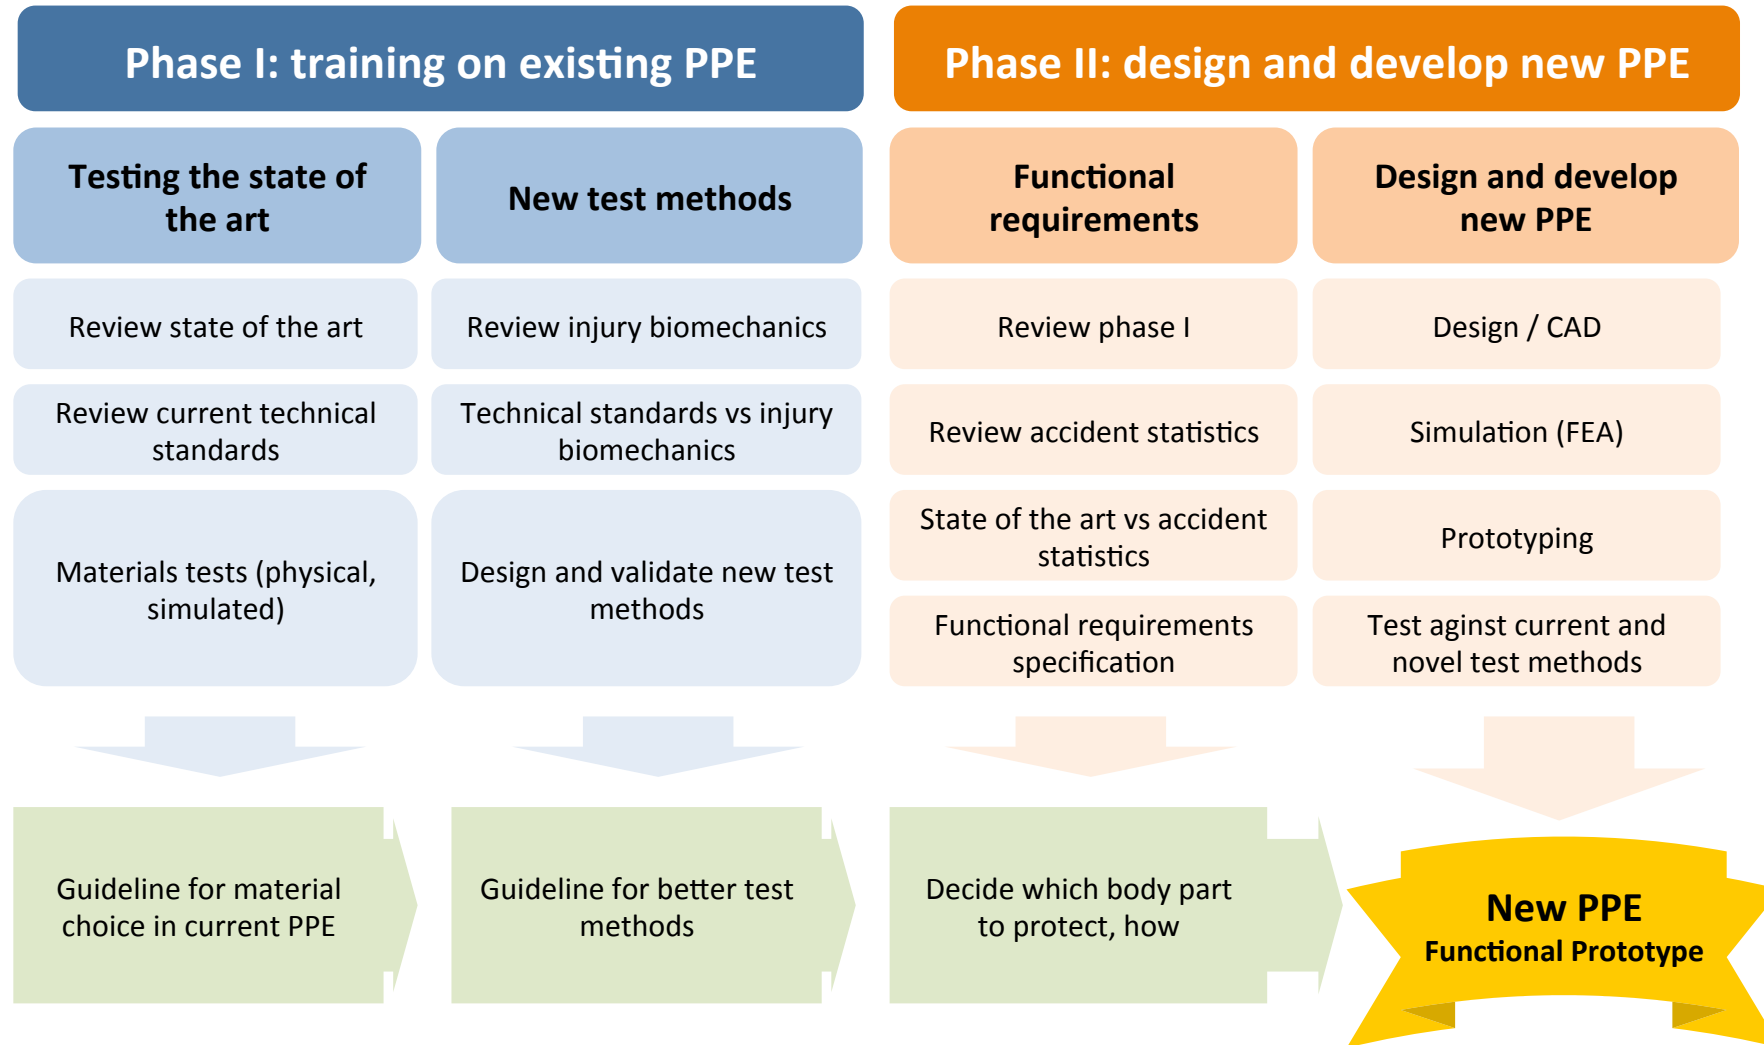 Phase I: training on existing PPE
Phase II: design and develop new PPE
Testing the state of
the art
New test methods
Functional
requirements
Design and develop
new PPE
Review state of the art
Review injury biomechanics
Review phase I
Design / CAD
Review current technical
standards
Technical standards vs injury
biomechanics
Review accident statistics
Simulation (FEA)
Materials tests (physical,
simulated)
Design and validate new test
methods
State of the art vs accident
statistics
Prototyping
Functional requirements
specification
Test aginst current and
novel test methods
Guideline for material
choice in current PPE
Guideline for better test
methods
Decide which body part
to protect, how
New PPE
Functional Prototype